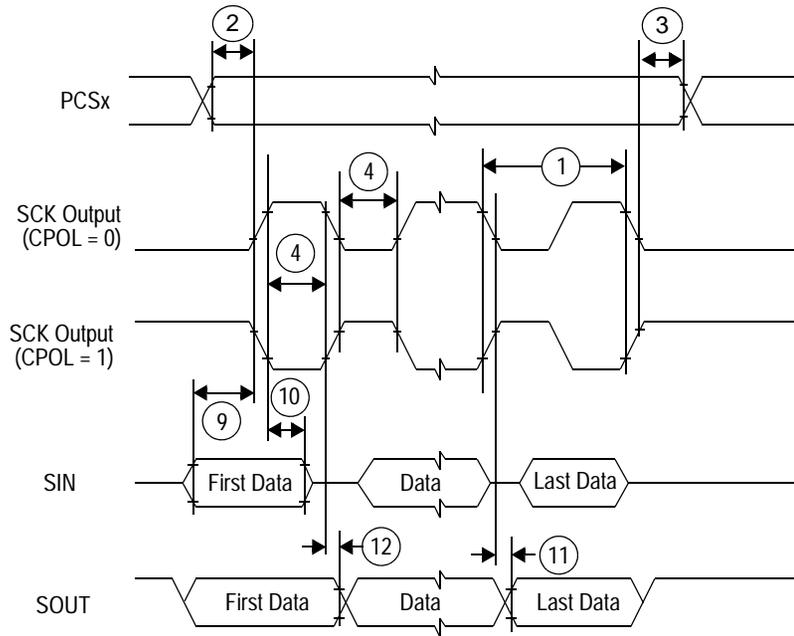 2
3
PCSx
4
1
SCK Output
(CPOL = 0)
4
SCK Output
(CPOL = 1)
10
9
SIN
First Data
Data
Last Data
12
11
SOUT
First Data
Data
Last Data